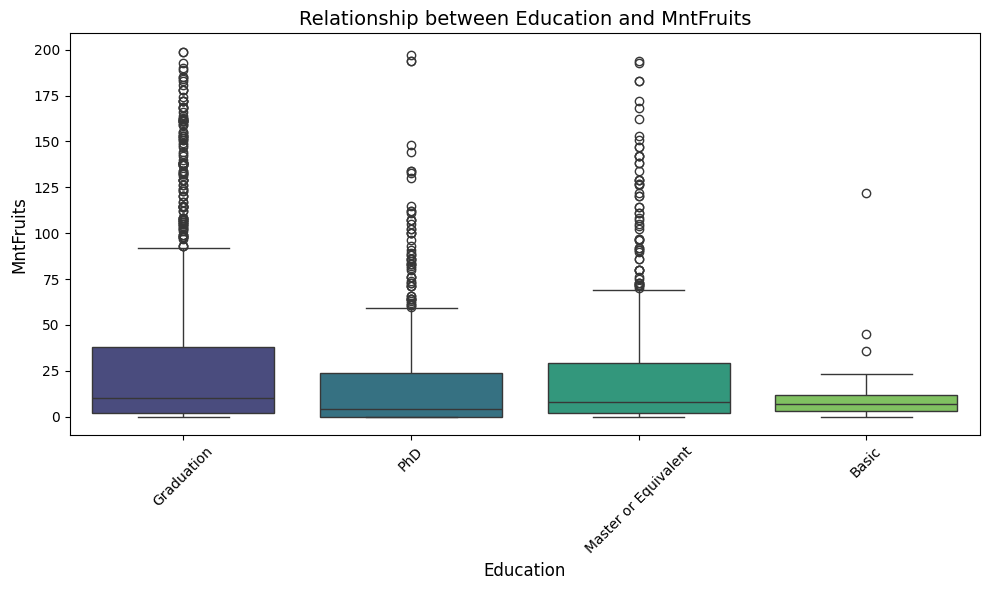 Relationship between Education and MntFruits
MntFruits
200
175
150
125
100
75
50
25
0
Graduation
PhD
Master or Equivalent
Basic
Education